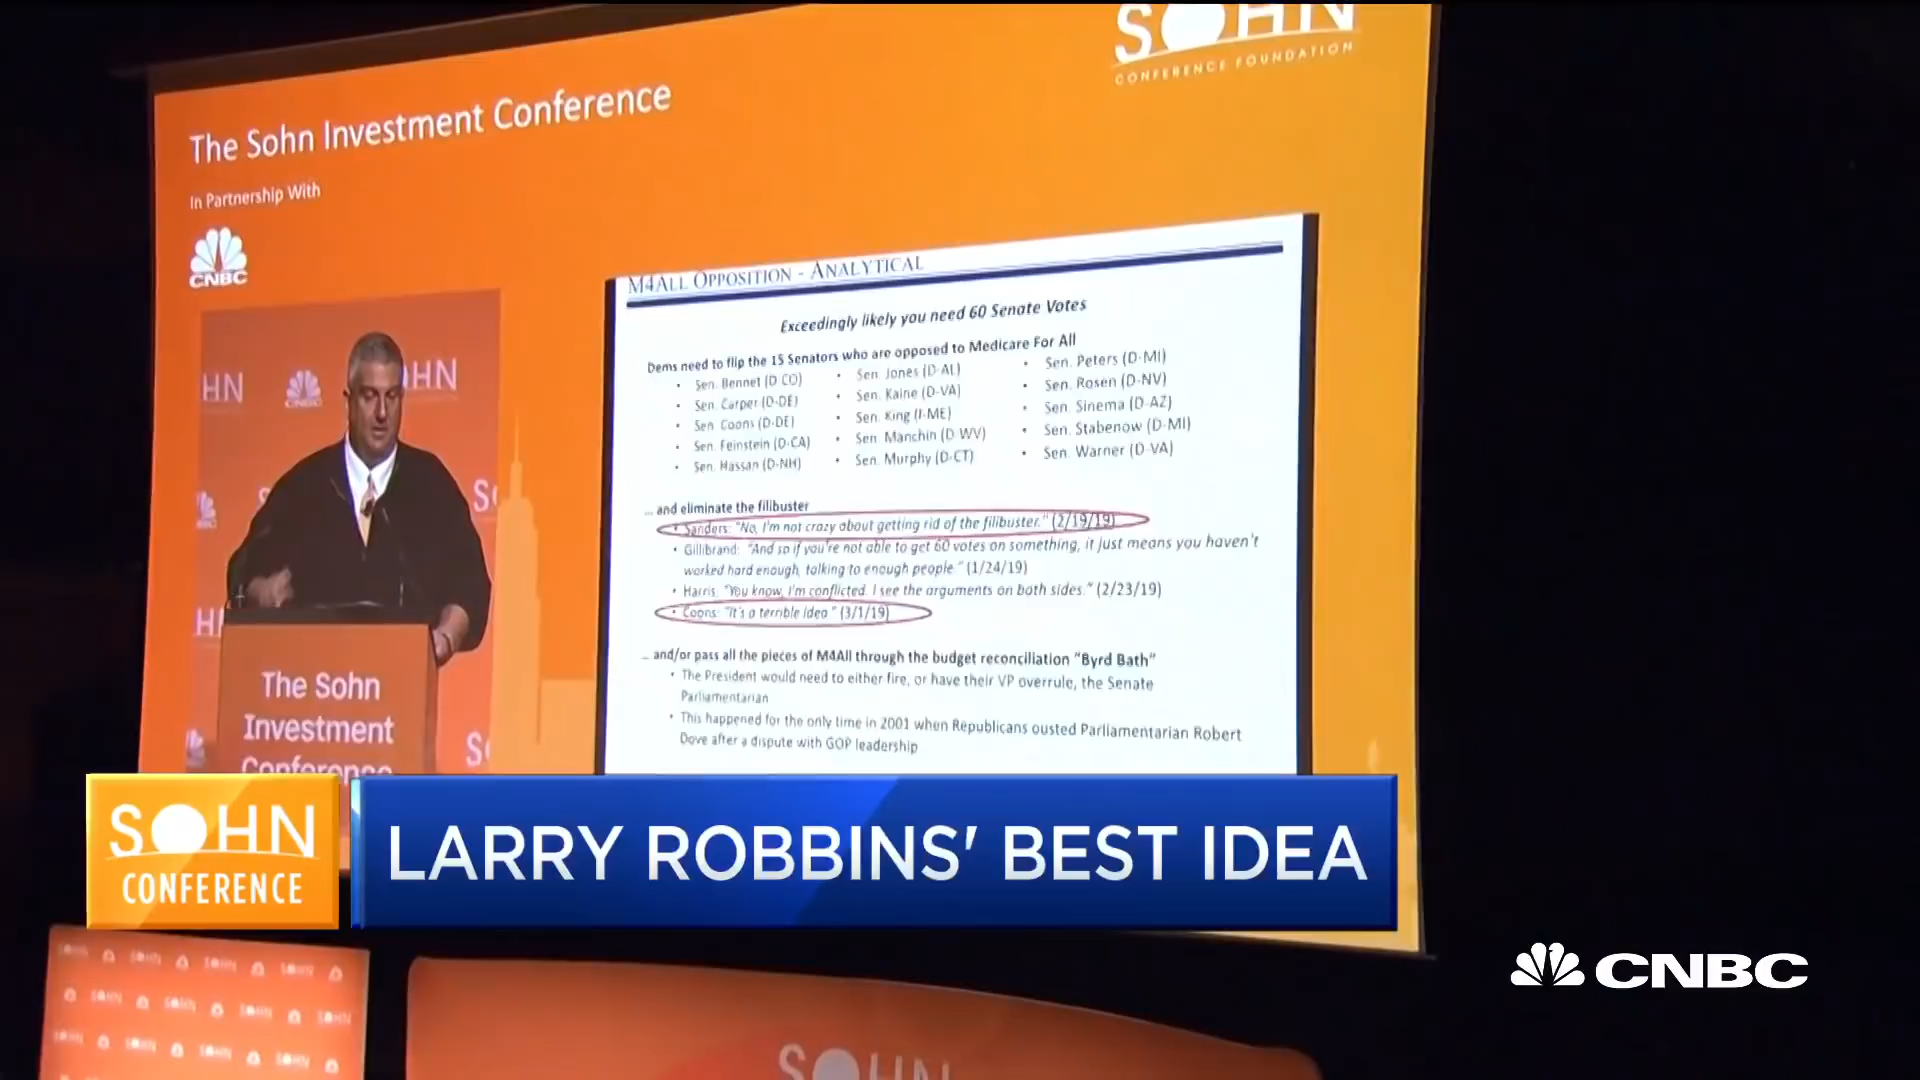 SOHN
CONFERENCE FOUNDATION
The Sohn Investment Conference
In Partnership With
CNBC
M4ALL OPPOSITION - ANALYTICAL
Exceedingly likely you need 60 Senate Votes
Dems need to flip the 15 Senators who are opposed to Medicare For All
• Sen. Bennet (D-CO)
• Sen. Carper (D-DE)
• Sen. Coons (D-DE)
• Sen. Feinstein (D-CA)
• Sen. Hassan (D-NH)
• Sen. Jones (D-AL)
• Sen. Kaine (D-VA)
• Sen. King (I-ME)
• Sen. Manchin (D-WV)
• Sen. Murphy (D-CT)
• Sen. Peters (D-MI)
• Sen. Rosen (D-NV)
• Sen. Sinema (D-AZ)
• Sen. Stabenow (D-MI)
• Sen. Warner (D-VA)
... and eliminate the filibuster
• Sanders: "No, I'm not crazy about getting rid of the filibuster." (2/19/19)
• Gillibrand: "And so if you're not able to get 60 votes on something, it just means you haven't
worked hard enough, talking to enough people." (1/24/19)
• Harris: "You know, I'm conflicted. I see the arguments on both sides." (2/23/19)
• Coons: "It's a terrible idea" (3/1/19)
... and/or pass all the pieces of M4All through the budget reconciliation "Byrd Bath"
• The President would need to either fire, or have their VP overrule, the Senate
Parliamentarian
• This happened for the only time in 2001 when Republicans ousted Parliamentarian Robert
Dove after a dispute with GOP leadership
HN
CNBC
OHN
The Sohn
Investment
Conference
SOHN
CONFERENCE
LARRY ROBBINS' BEST IDEA
CNBC
SOHN